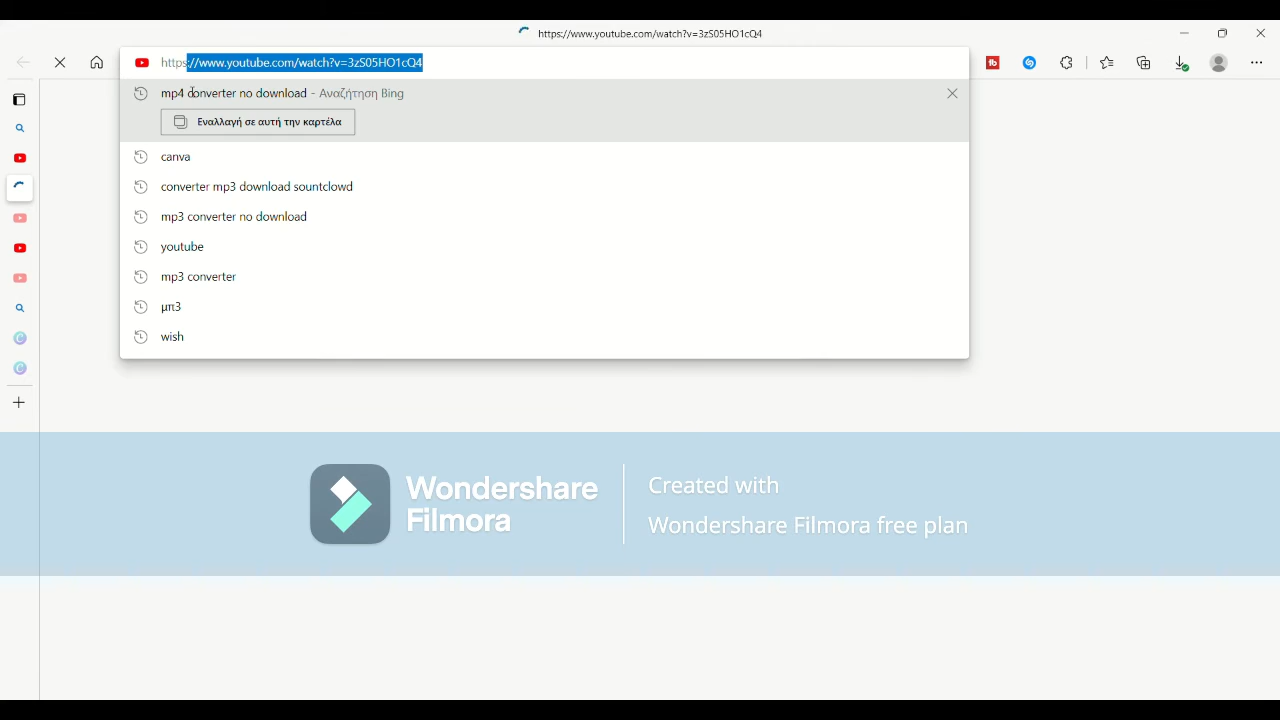 https://www.youtube.com/watch?v=3zS05HO1cQ4
https://www.youtube.com/watch?v=3zS05HO1cQ4
mp4 converter no download - Αναζήτηση Bing
Εναλλαγή σε αυτή την καρτέλα
canva
converter mp3 download sountclowd
mp3 converter no download
youtube
mp3 converter
μπ3
wish
Wondershare
Filmora
Created with
Wondershare Filmora free plan